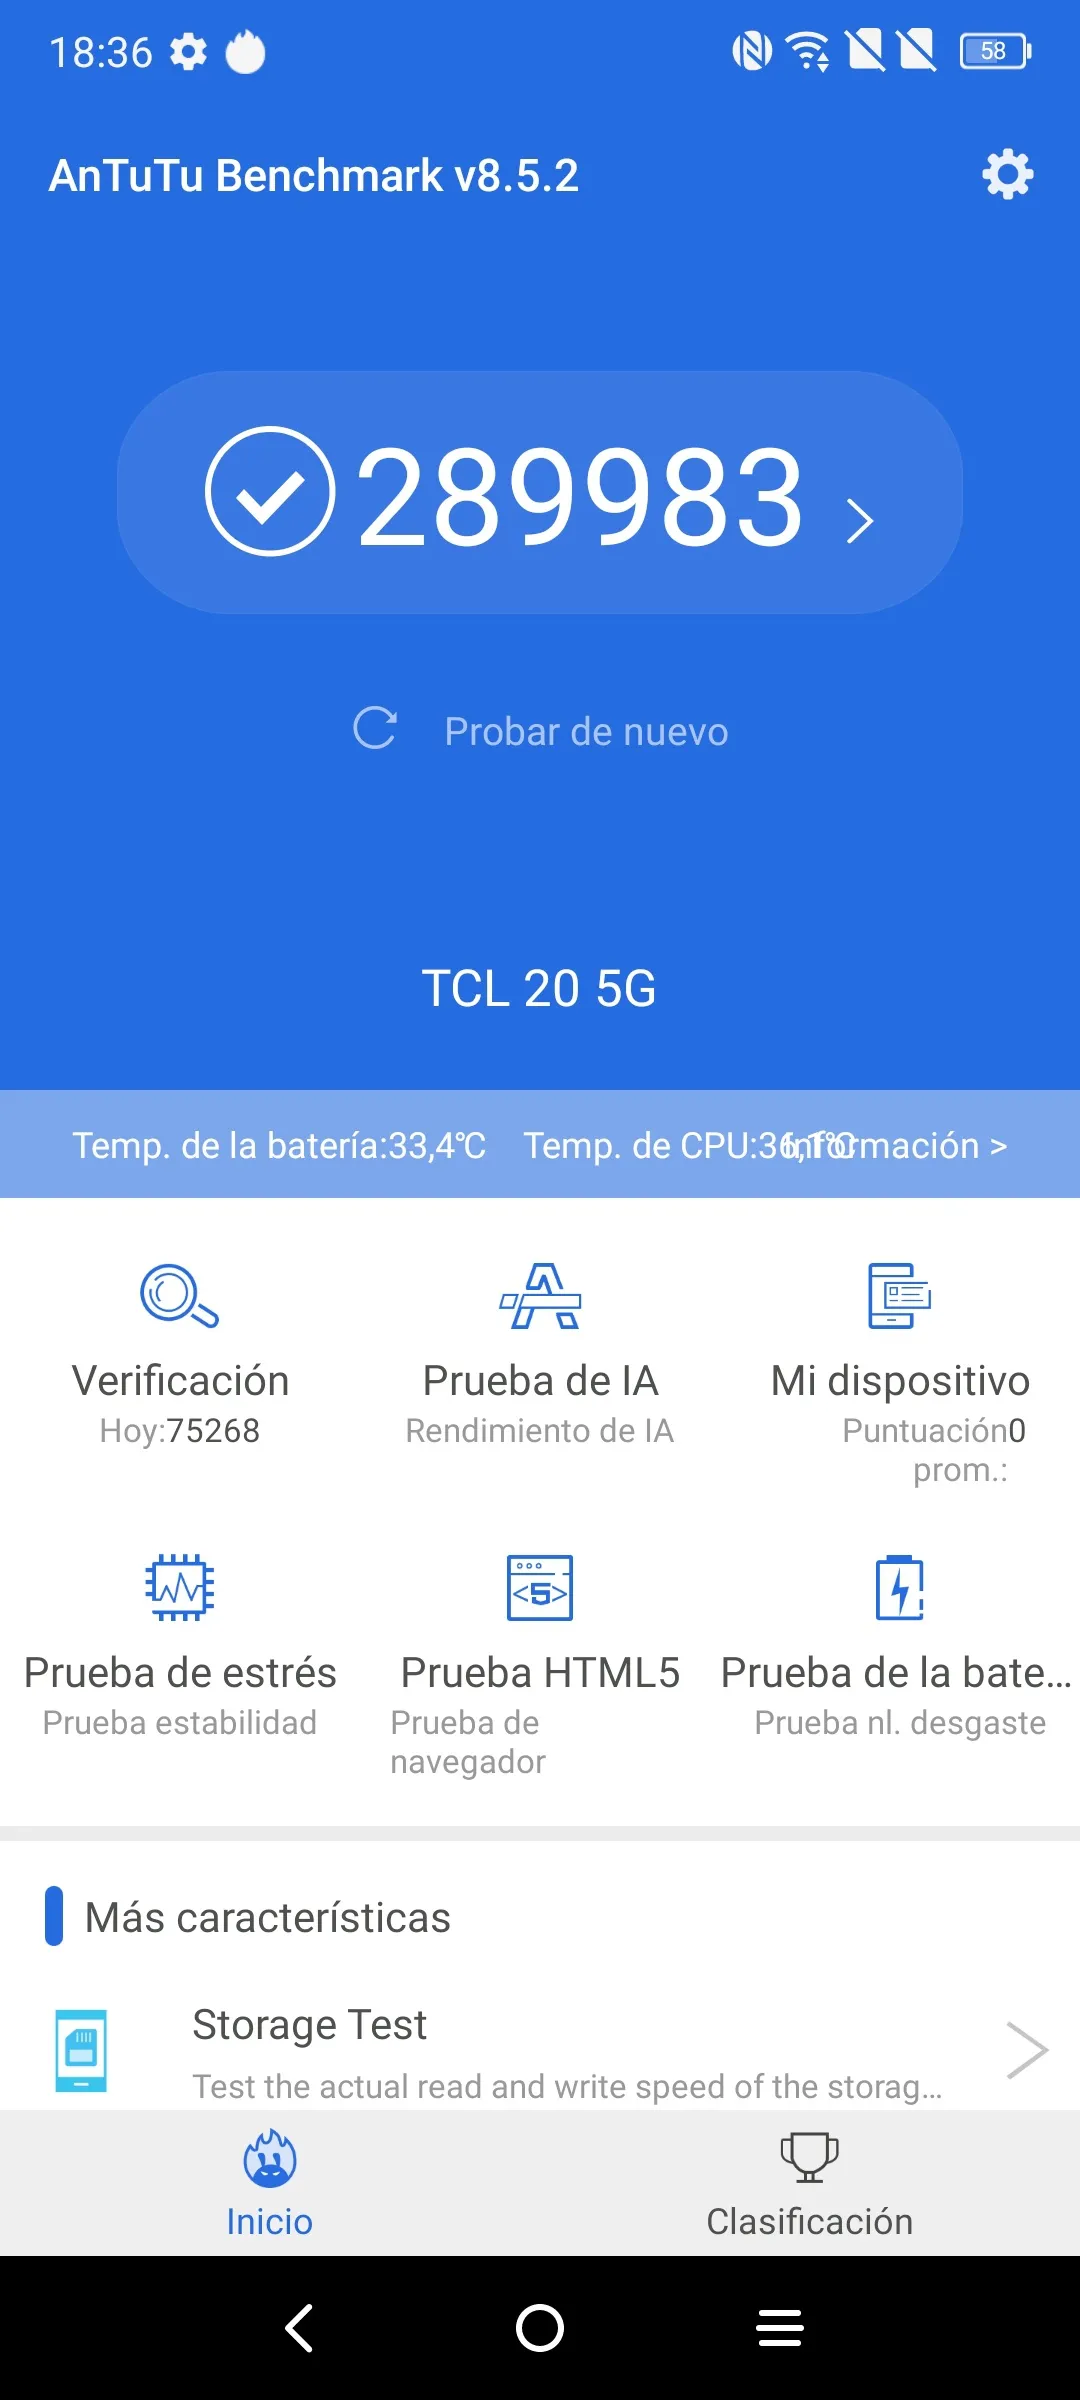 18:36
58
AnTuTu Benchmark v8.5.2
289983
Probar de nuevo
TCL 20 5G
Temp. de la batería:33,4℃ Temp. de CPU:36,1℃ Información >
Verificación
Hoy:75268
Prueba de IA
Rendimiento de IA
Mi dispositivo
Puntuación0
prom.:
Prueba de estrés
Prueba estabilidad
<5>
Prueba HTML5
Prueba de
navegador
Prueba de la bate...
Prueba nl. desgaste
Más características
Storage Test
Test the actual read and write speed of the storag...
Inicio
Clasificación